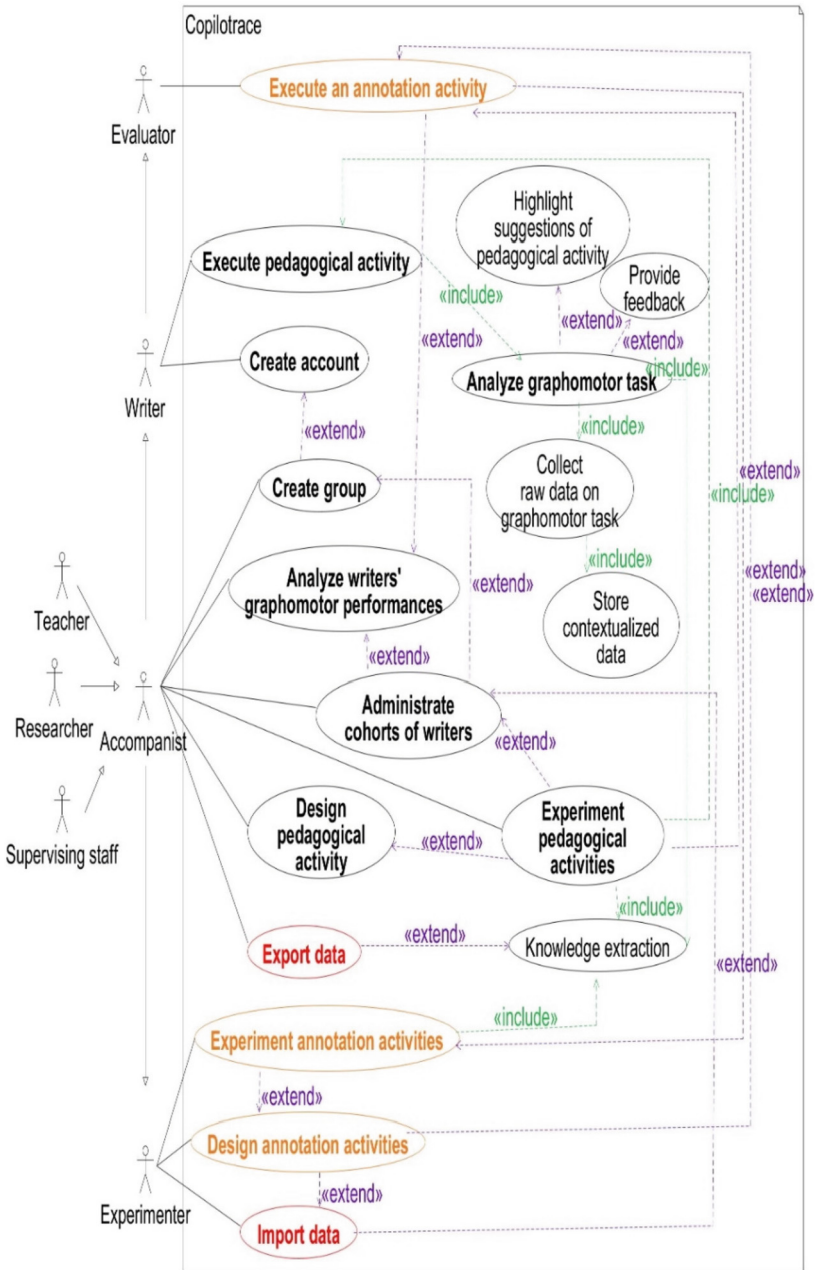 Copilotrace
Execute an annotation activity
Evaluator
Highlight
suggestions of
pedagogical activity
Execute pedagogical activity
Provide
feedback
«include»
«extend»
«extend»
«extend»
«include»
Create account
Analyze graphomotor task
Writer
«extend»
«include»
Collect
raw data on
graphomotor task
«extend»
«include»
Create group
«include»
Analyze writers'
graphomotor performances
«extend»
«extend»
«extend»
Teacher
Store
contextualized
data
«extend»
Researcher
Accompanist
Administrate
cohorts of writers
«extend»
Supervising staff
Design
pedagogical
activity
«extend»
Experiment
pedagogical
activities
«include»
Export data
«extend»
Knowledge extraction
«extend»
Experiment annotation activities
«include»
«extend»
Design annotation activities
«extend»
Experimenter
Import data